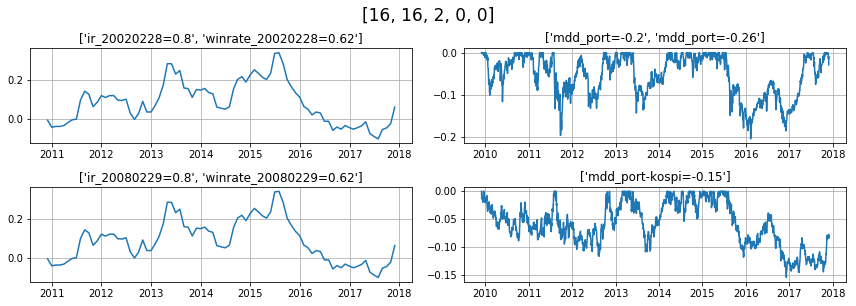 [16, 16, 2, 0, 0]
['ir_20020228=0.8', 'winrate_20020228=0.62']
0.2
0.0
2011 2012 2013 2014 2015 2016 2017 2018
['mdd_port=-0.2', 'mdd_port=-0.26']
0.0
−0.1
−0.2
2010 2011 2012 2013 2014 2015 2016 2017 2018
['ir_20080229=0.8', 'winrate_20080229=0.62']
0.2
0.0
2011 2012 2013 2014 2015 2016 2017 2018
['mdd_port-kospi=-0.15']
0.00
−0.05
−0.10
−0.15
2010 2011 2012 2013 2014 2015 2016 2017 2018